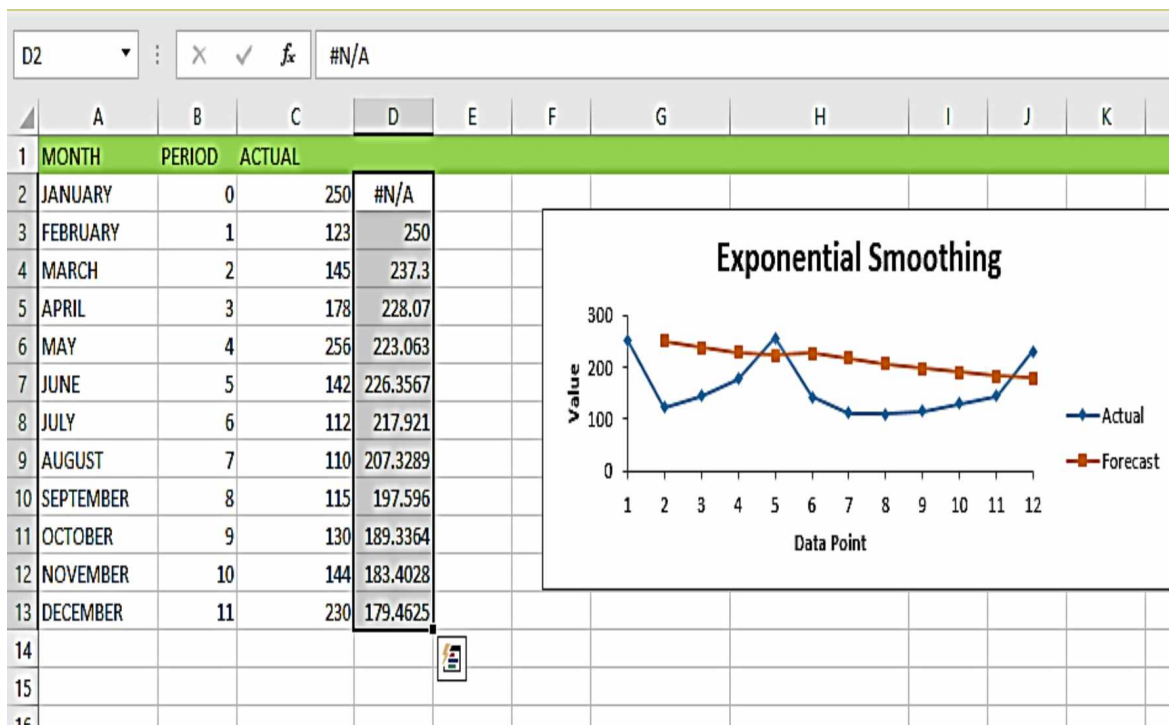 D2 fx #N/A
A B C D E F G H I J K
1 MONTH PERIOD ACTUAL
2 JANUARY 0 250 #N/A
3 FEBRUARY 1 123 250
4 MARCH 2 145 237.3
5 APRIL 3 178 228.07
6 MAY 4 256 223.063
7 JUNE 5 142 226.3567
8 JULY 6 112 217.921
9 AUGUST 7 110 207.3289
10 SEPTEMBER 8 115 197.596
11 OCTOBER 9 130 189.3364
12 NOVEMBER 10 144 183.4028
13 DECEMBER 11 230 179.4625
14
15
16
Exponential Smoothing
300
200
100
0
Value
1 2 3 4 5 6 7 8 9 10 11 12
Data Point
Actual
Forecast